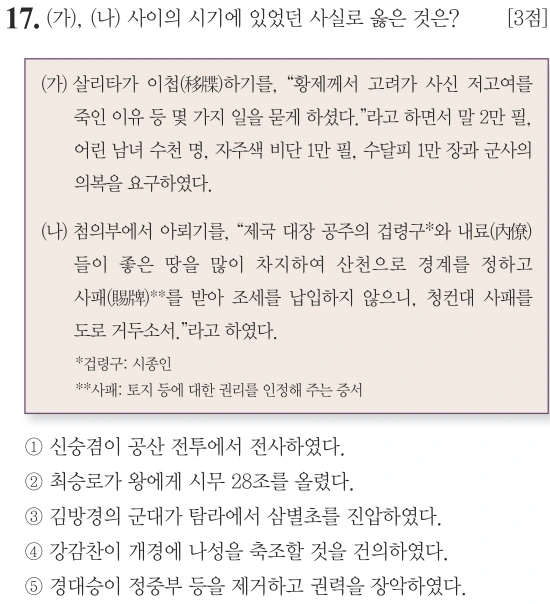 17. (가), (나) 사이의 시기에 있었던 사실로 옳은 것은? [3점]
(가) 살리타가 이첩(移牒)하기를, “황제께서 고려가 사신 저고여를
죽인 이유 등 몇 가지 일을 묻게 하셨다.”라고 하면서 말 2만 필,
어린 남녀 수천 명, 자주색 비단 1만 필, 수달피 1만 장과 군사의
의복을 요구하였다.
(나) 첨의부에서 아뢰기를, “제국 대장 공주의 겁령구*와 내료(內僚)
들이 좋은 땅을 많이 차지하여 산천으로 경계를 정하고
사패(賜牌)**를 받아 조세를 납입하지 않으니, 청컨대 사패를
도로 거두소서.”라고 하였다.
*겁령구: 시종인
**사패: 토지 등에 대한 권리를 인정해 주는 증서
① 신숭겸이 공산 전투에서 전사하였다.
② 최승로가 왕에게 시무 28조를 올렸다.
③ 김방경의 군대가 탐라에서 삼별초를 진압하였다.
④ 강감찬이 개경에 나성을 축조할 것을 건의하였다.
⑤ 경대승이 정중부 등을 제거하고 권력을 장악하였다.